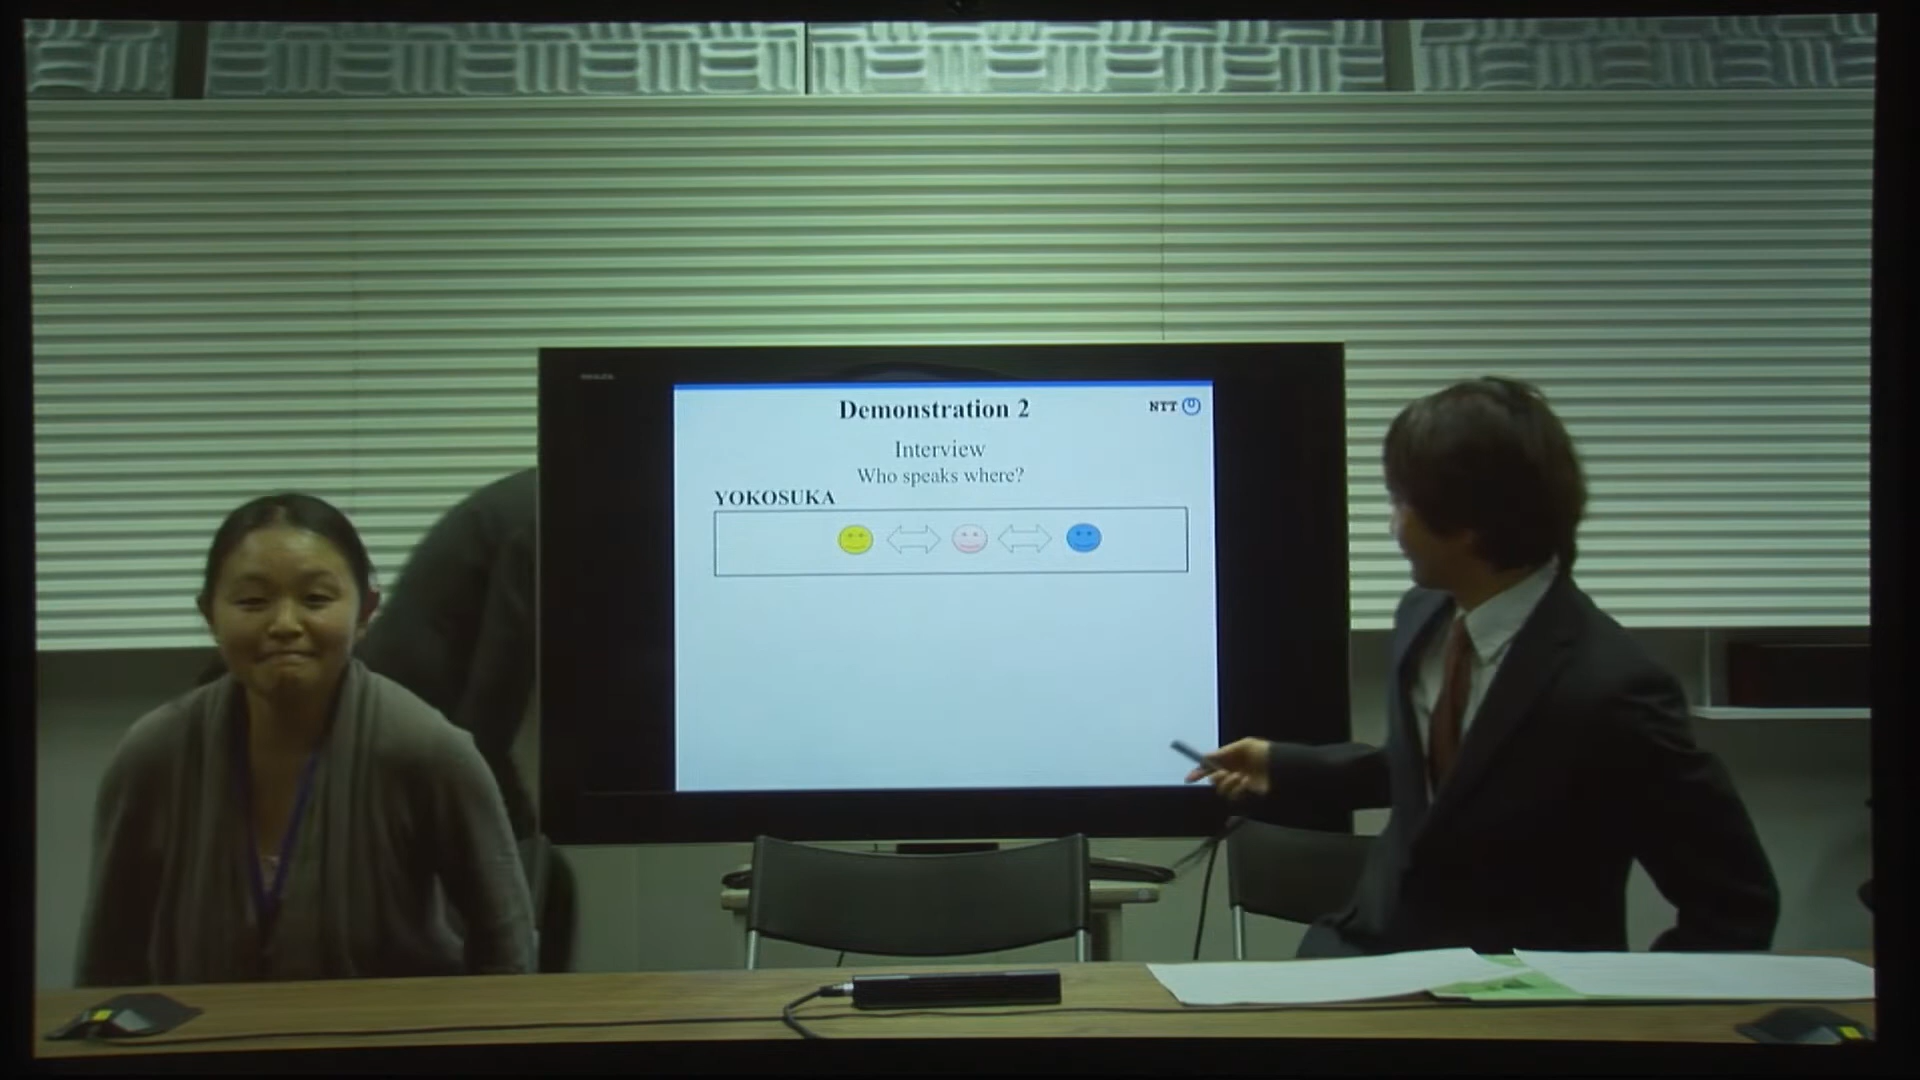 Demonstration 2
NTT
Interview
Who speaks where?
YOKOSUKA